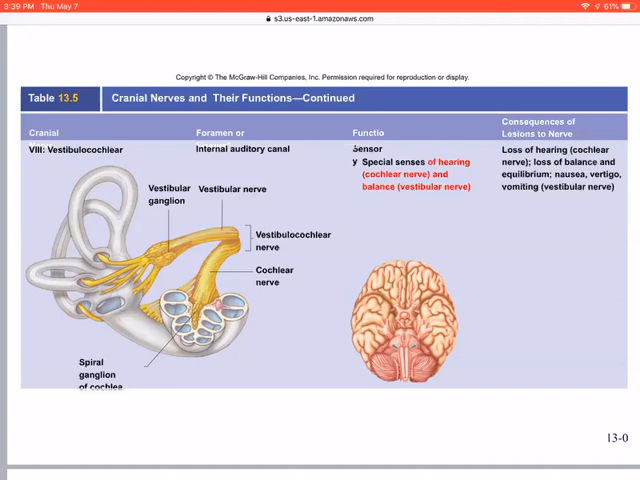 3:39 PM Thu May 7
61%
s3.us-east-1.amazonaws.com
Copyright © The McGraw-Hill Companies, Inc. Permission required for reproduction or display.
Table 13.5 Cranial Nerves and Their Functions—Continued
Cranial Foramen or Functio Consequences of
Lesions to Nerve
VIII: Vestibulocochlear
Internal auditory canal
Sensor
y Special senses of hearing
(cochlear nerve) and
balance (vestibular nerve)
Loss of hearing (cochlear
nerve); loss of balance and
equilibrium; nausea, vertigo,
vomiting (vestibular nerve)
Vestibular
ganglion
Vestibular nerve
Vestibulocochlear
nerve
Cochlear
nerve
Spiral
ganglion
of cochlea
13-0